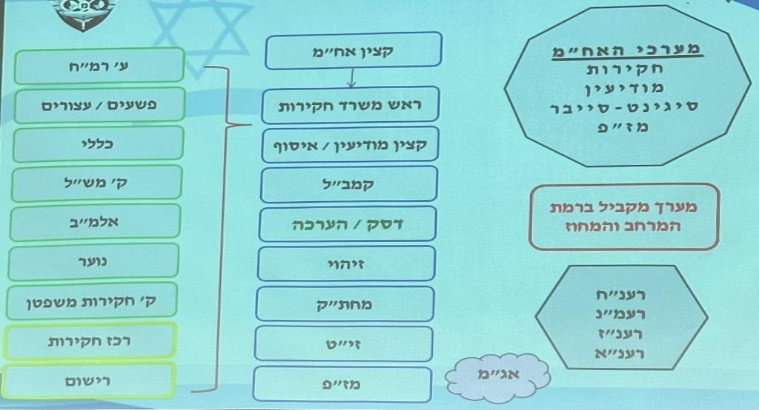 מערכי האח"מ
חקירות
מודיעין
סיגינט-סייבר
מז"פ
מערך מקביל ברמת
המרחב והמחוז
רענ"ח
רעמ"נ
רענ"ז
רענ"א
אג"מ
קצין אח"מ
ראש משרד חקירות
קצין מודיעין / איסוף
קמב"ל
דסק / הערכה
זיהוי
מחת"ק
זי"ט
מז"פ
ע' רמ"ח
פשעים / עצורים
כללי
ק' מש"ל
אלמ"ב
נוער
ק' חקירות משפטן
רכז חקירות
רישום